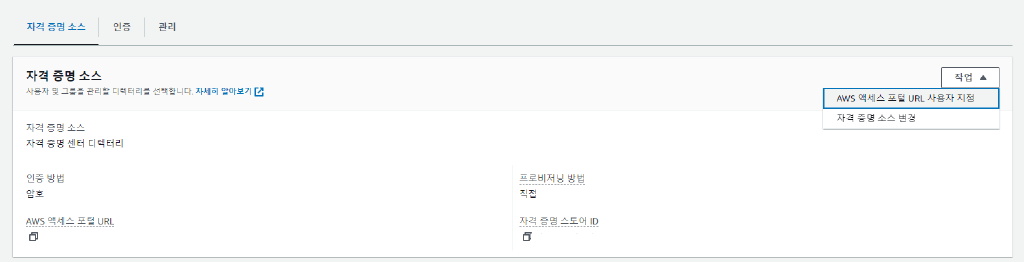 자격 증명 소스
인증
관리
자격 증명 소스
작업
사용자 및 그룹을 관리할 디렉터리를 선택합니다. 자세히 알아보기
AWS 액세스 포털 URL 사용자 지정
자격 증명 소스 변경
자격 증명 소스
자격 증명 센터 디렉터리
인증 방법
암호
프로비저닝 방법
직접
AWS 액세스 포털 URL
자격 증명 스토어 ID